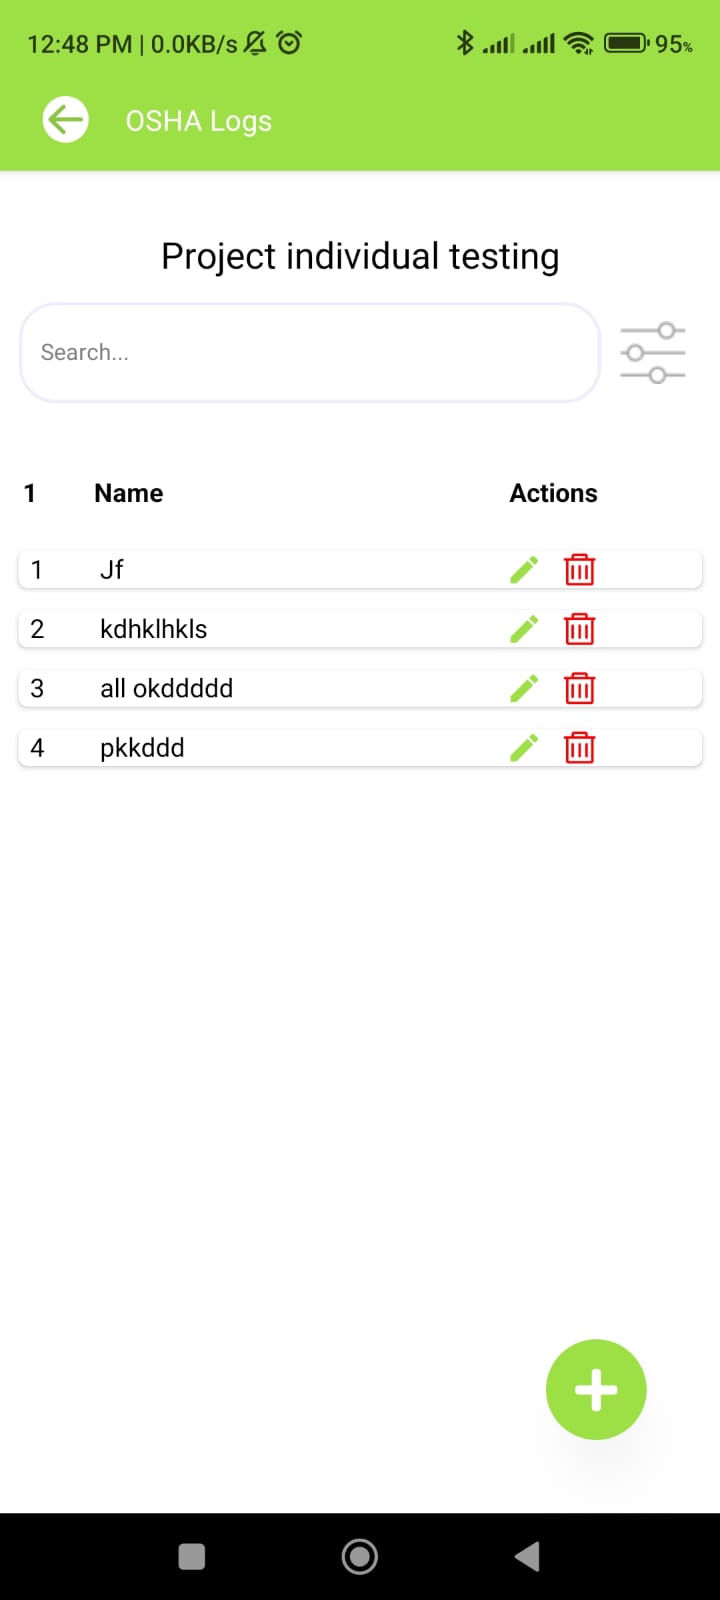 12:48 PM | 0.0KB/s 95%
OSHA Logs
Project individual testing
Search...
1 Name Actions
1 Jf
2 kdhklhkls
3 all okddddd
4 pkkddd